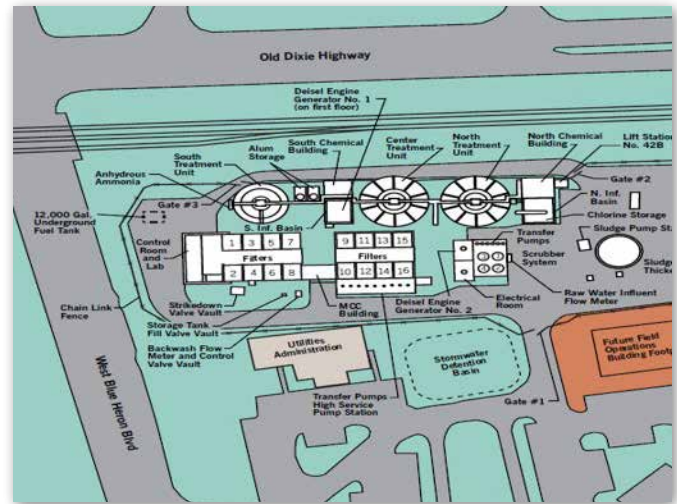 Old Dixie Highway
Deisel Engine
Generator No. 1
(on first floor)
South Chemical
Building
Alum
Storage
South
Treatment
Unit
Anhydrous
Ammonia
Center
Treatment
Unit
North
Treatment
Unit
North Chemical
Building
Lift Station
No. 42B
Gate #2
Gate #3
12,000 Gal.
Underground
Fuel Tank
S. Inf. Basin
N. Inf.
Basin
Chlorine Storage
Control
Room
and Lab
1 3 5 7
Filters
2 4 6 8
9 11 13 15
Filters
10 12 14 16
Transfer
Pumps
Sludge Pump
Scrubber
System
Raw Water Influent
Flow Meter
Electrical
Room
Deisel Engine
Generator No. 2
MCC
Building
Strikedown
Valve Vault
Chain Link
Fence
Storage Tank
Fill Valve Vault
Backwash Flow
Meter and Control
Valve Vault
Utilities
Administration
Stormwater
Detention
Basin
Future Field
Operations
Transfer Pumps
High Service
Pump Station
Gate #1
West Blue Heron Blvd